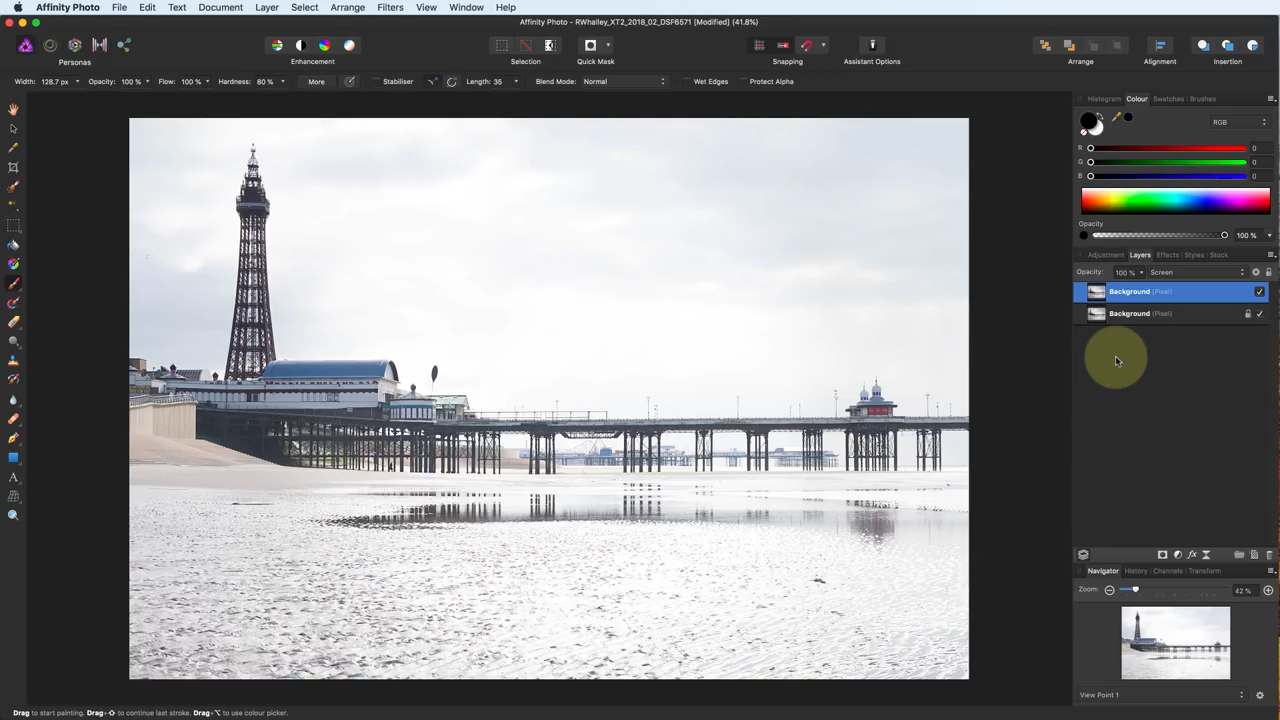 Affinity Photo File Edit Text Document Layer Select Arrange Filters View Window Help
Affinity Photo - RWhalley_XT2_2018_02_DSF6571 [Modified] (41.8%)
Personas Enhancement Selection Quick Mask Snapping Assistant Options Arrange Alignment Insertion
Width: 128.7 px Opacity: 100 % Flow: 100 % Hardness: 80 % More Stabiliser Length: 35 Blend Mode: Normal Wet Edges Protect Alpha
Histogram Colour Swatches Brushes
RGB
R 0
G 0
B 0
Opacity
100 %
Adjustment Layers Effects Styles Stock
Opacity: 100 % Screen
Background (Pixel)
Background (Pixel)
Navigator History Channels Transform
Zoom: 42 %
View Point 1
Drag to start painting. Drag+⇧ to continue last stroke. Drag+⌥ to use colour picker.